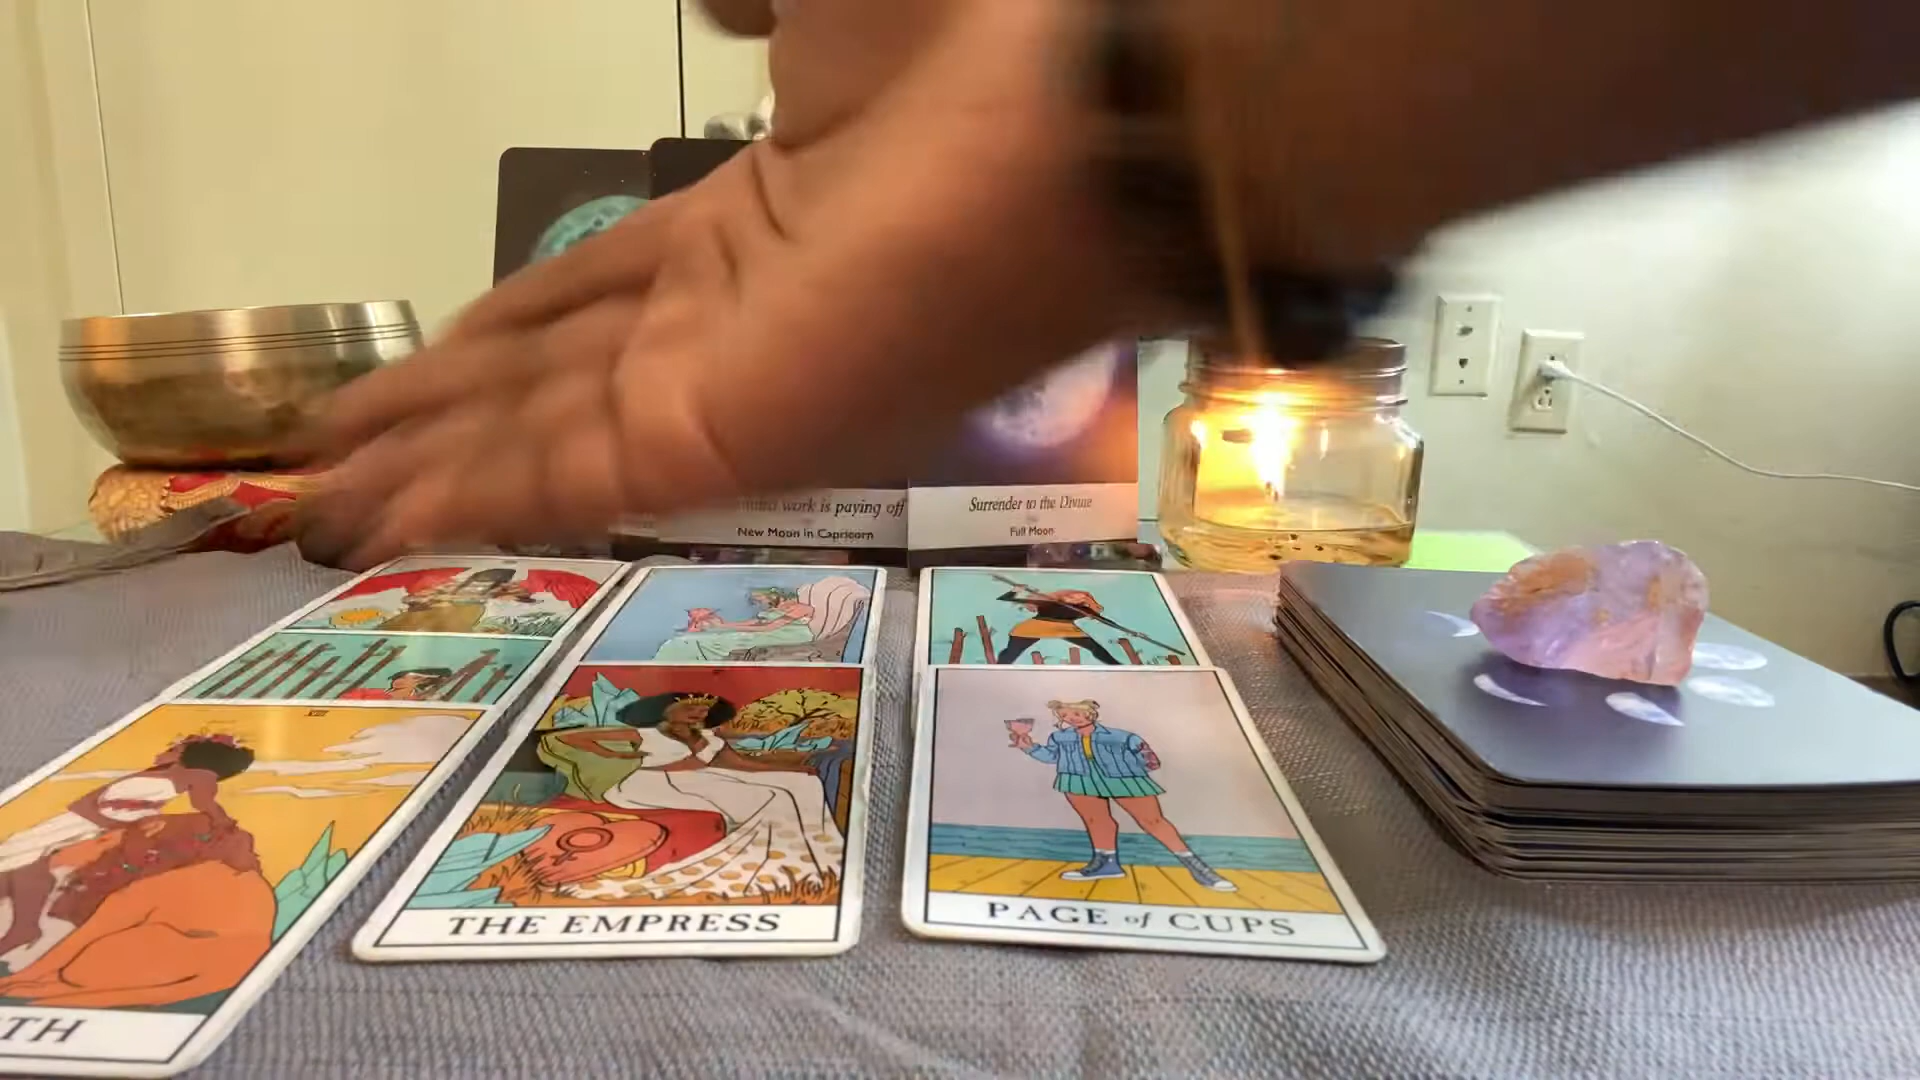 work is paying off
New Moon in Capricorn
Surrender to the Divine
Full Moon
VIII
THE EMPRESS
PAGE of CUPS
TH